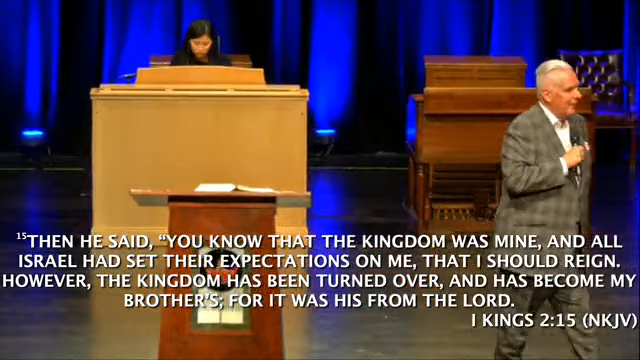 15THEN HE SAID, “YOU KNOW THAT THE KINGDOM WAS MINE, AND ALL
ISRAEL HAD SET THEIR EXPECTATIONS ON ME, THAT I SHOULD REIGN.
HOWEVER, THE KINGDOM HAS BEEN TURNED OVER, AND HAS BECOME MY
BROTHER'S; FOR IT WAS HIS FROM THE LORD.
I KINGS 2:15 (NKJV)